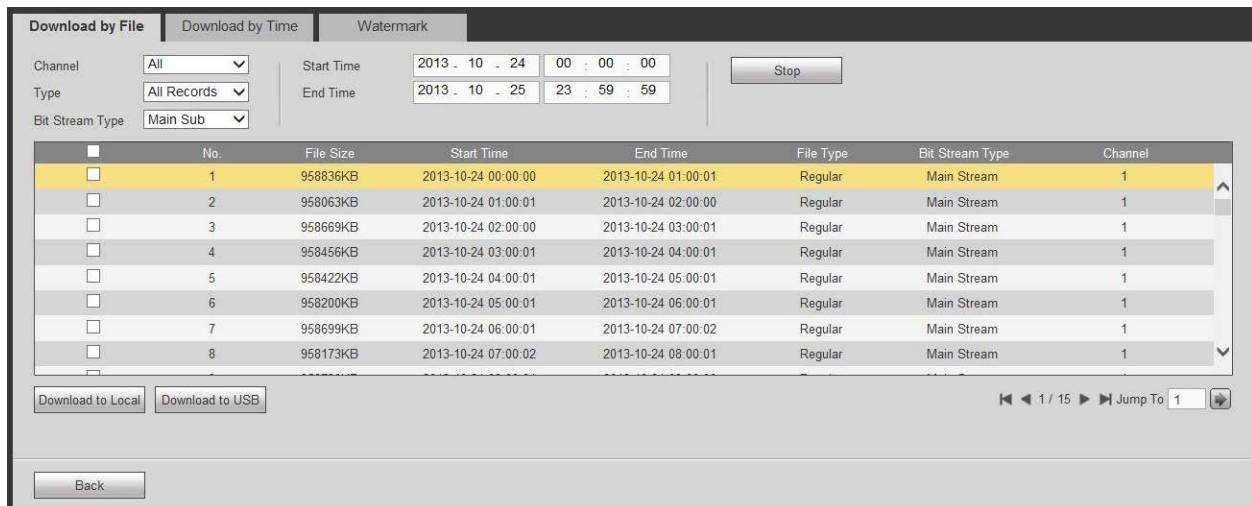 Download by File Download by Time Watermark
Channel All Start Time 2013 - 10 - 24 00 : 00 : 00 Stop
Type All Records End Time 2013 - 10 - 25 23 : 59 : 59
Bit Stream Type Main Sub
No. File Size Start Time End Time File Type Bit Stream Type Channel
1 958836KB 2013-10-24 00:00:00 2013-10-24 01:00:01 Regular Main Stream 1
2 958063KB 2013-10-24 01:00:01 2013-10-24 02:00:00 Regular Main Stream 1
3 958669KB 2013-10-24 02:00:00 2013-10-24 03:00:01 Regular Main Stream 1
4 958456KB 2013-10-24 03:00:01 2013-10-24 04:00:01 Regular Main Stream 1
5 958422KB 2013-10-24 04:00:01 2013-10-24 05:00:01 Regular Main Stream 1
6 958200KB 2013-10-24 05:00:01 2013-10-24 06:00:01 Regular Main Stream 1
7 958699KB 2013-10-24 06:00:01 2013-10-24 07:00:02 Regular Main Stream 1
8 958173KB 2013-10-24 07:00:02 2013-10-24 08:00:01 Regular Main Stream 1
Download to Local Download to USB 1 / 15 Jump To 1
Back